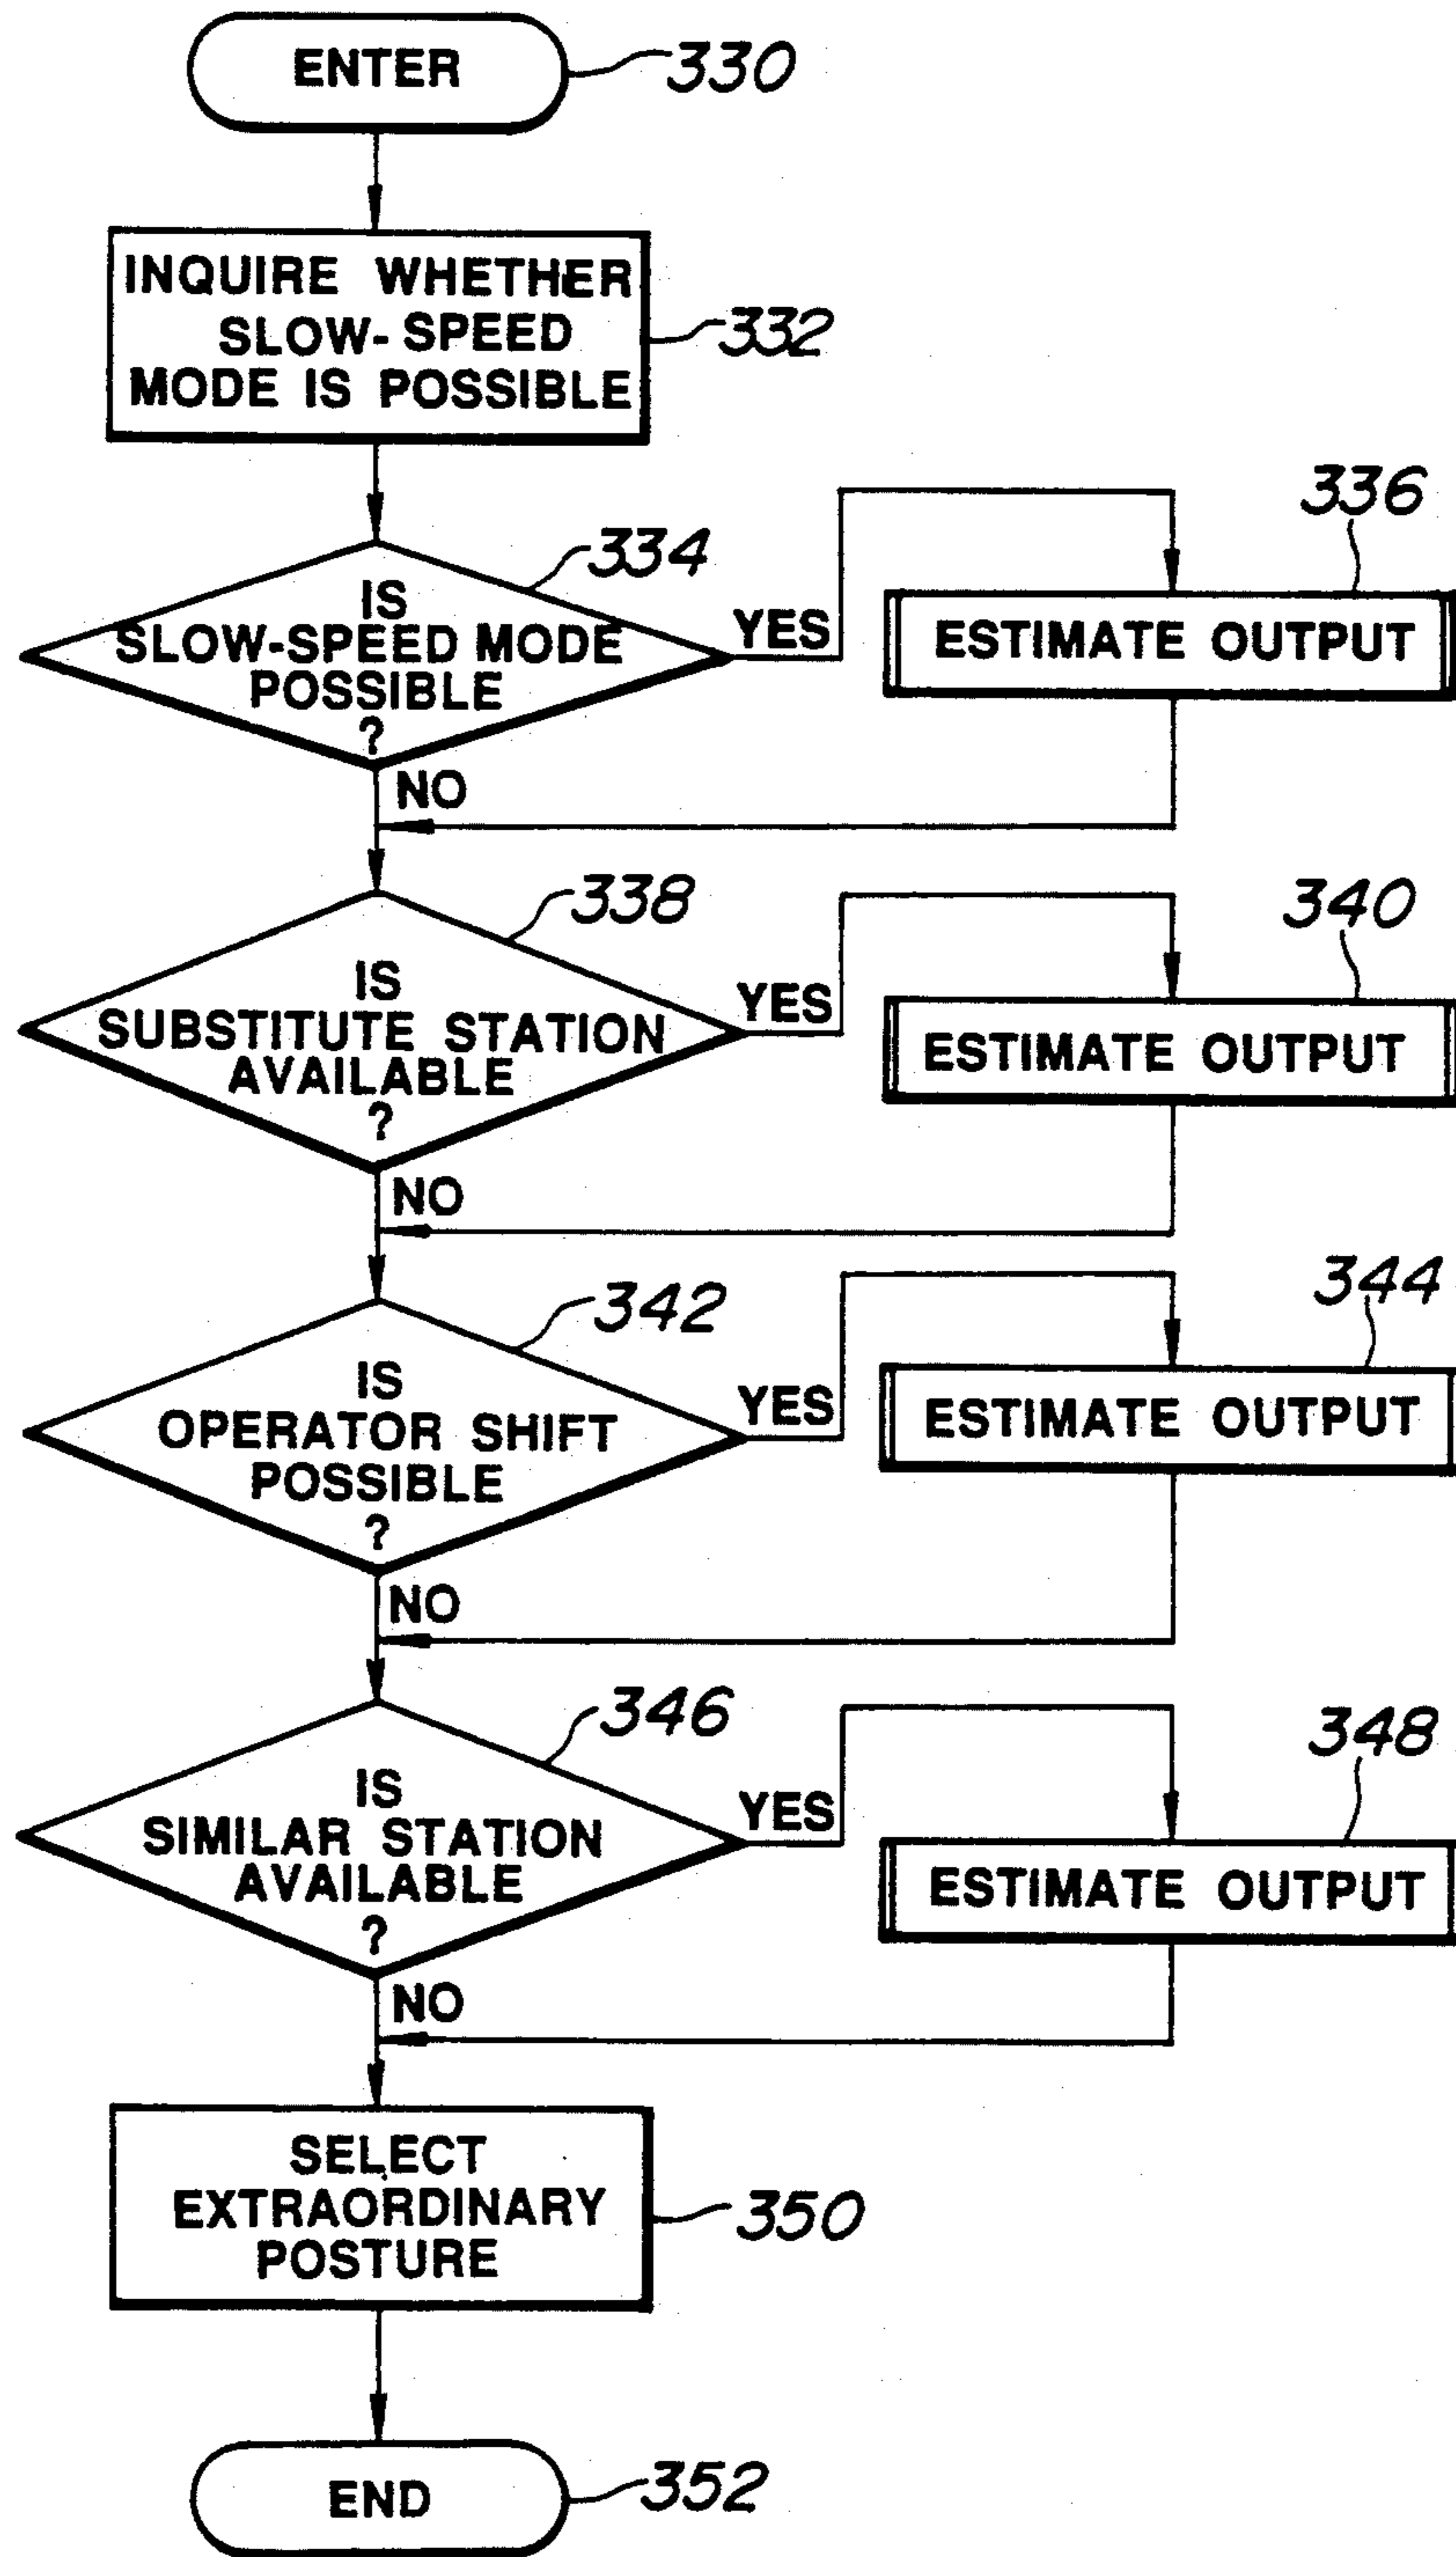 ENTER
330
INQUIRE WHETHER
SLOW-SPEED
MODE IS POSSIBLE
332
334
IS
SLOW-SPEED MODE
POSSIBLE
?
YES
NO
336
ESTIMATE OUTPUT
338
IS
SUBSTITUTE STATION
AVAILABLE
?
YES
NO
340
ESTIMATE OUTPUT
342
IS
OPERATOR SHIFT
POSSIBLE
?
YES
NO
344
ESTIMATE OUTPUT
346
IS
SIMILAR STATION
AVAILABLE
?
YES
NO
348
ESTIMATE OUTPUT
SELECT
EXTRAORDINARY
POSTURE
350
END
352